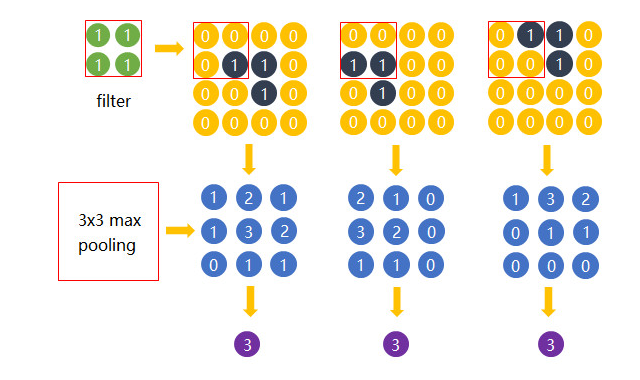 1 1 0 0 0 0 0 0 0 0 0 1 1 0
1 1 0 1 1 0 1 1 0 0 0 0 1 0
filter 0 0 1 0 0 1 0 0 0 0 0 0
0 0 0 0 0 0 0 0 0 0 0 0
1 2 1 2 1 0 1 3 2
3x3 max 1 3 2 3 2 0 0 1 1
pooling 0 1 1 1 1 0 0 0 0
3 3 3